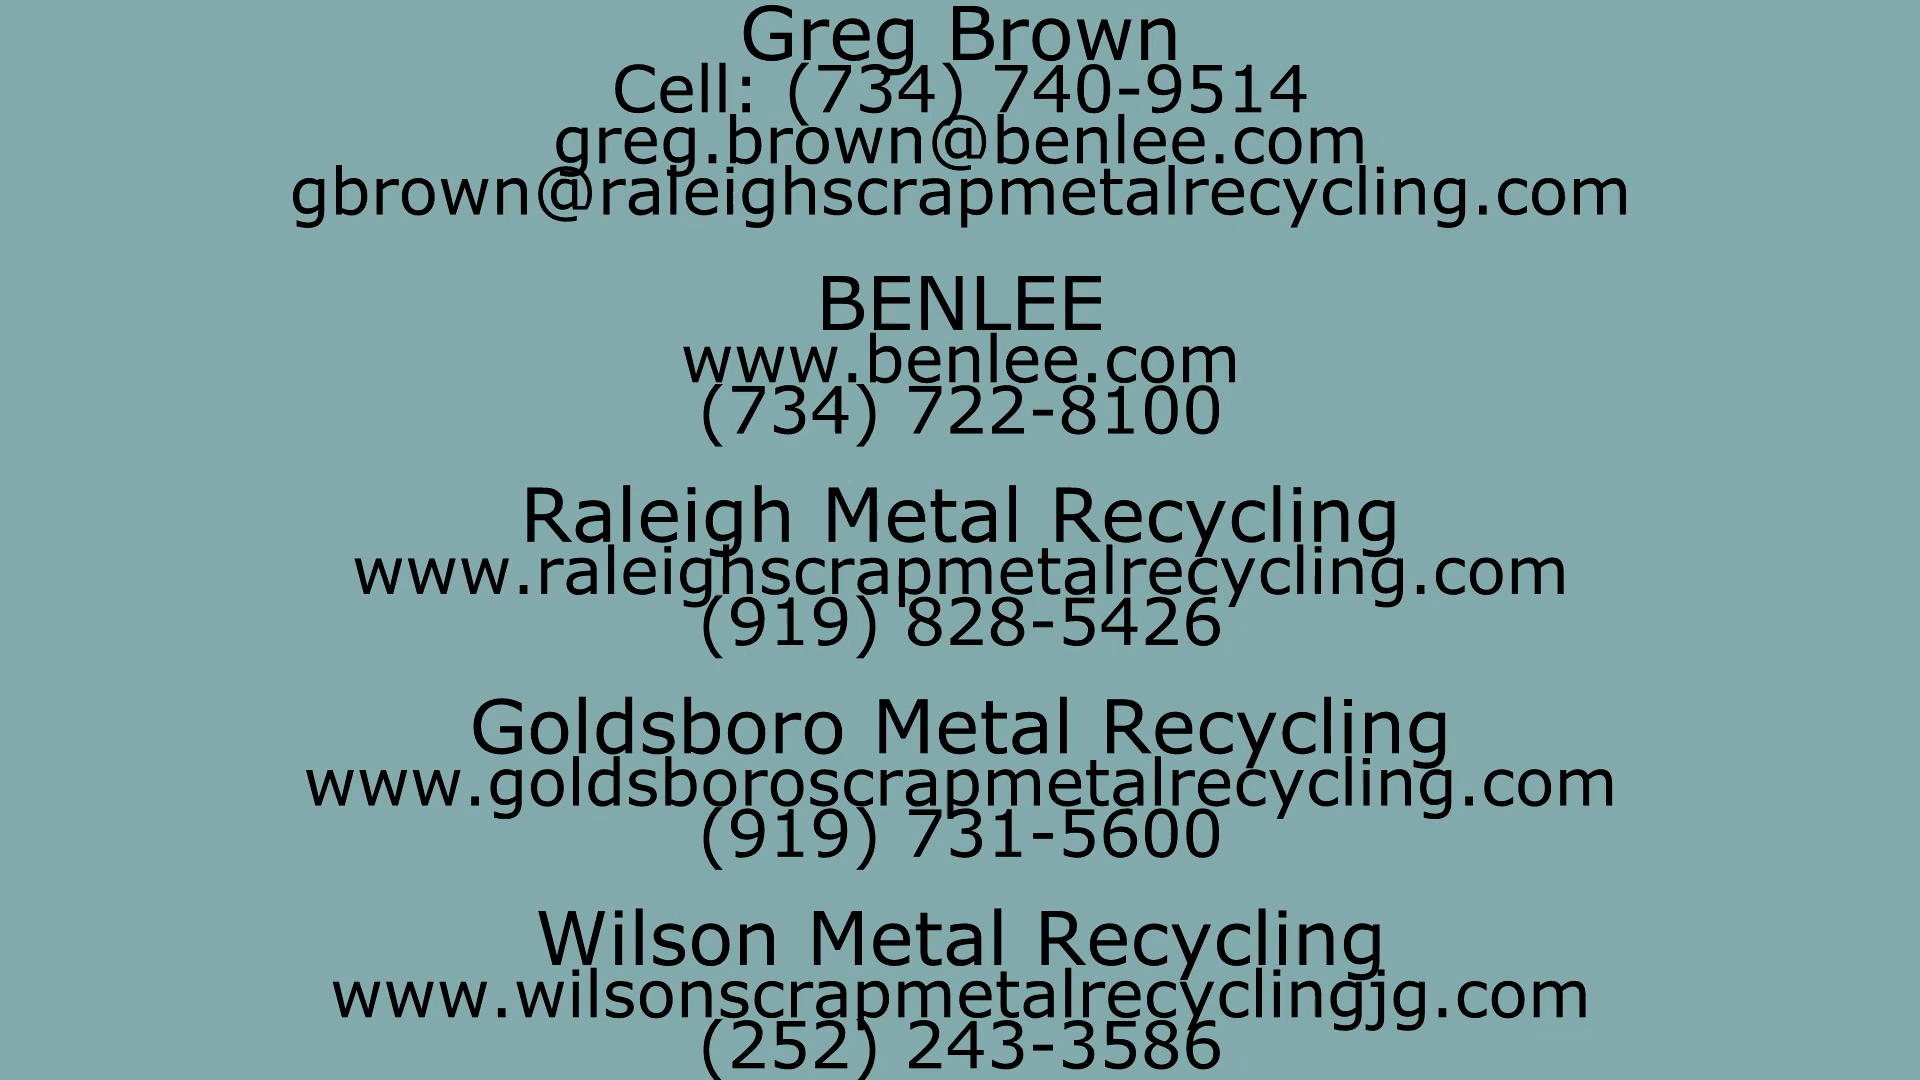 Greg Brown
Cell: (734) 740-9514
greg.brown@benlee.com
gbrown@raleighscrapmetalrecycling.com
BENLEE
www.benlee.com
(734) 722-8100
Raleigh Metal Recycling
www.raleighscrapmetalrecycling.com
(919) 828-5426
Goldsboro Metal Recycling
www.goldsboroscrapmetalrecycling.com
(919) 731-5600
Wilson Metal Recycling
www.wilsonscrapmetalrecyclingjg.com
(252) 243-3586